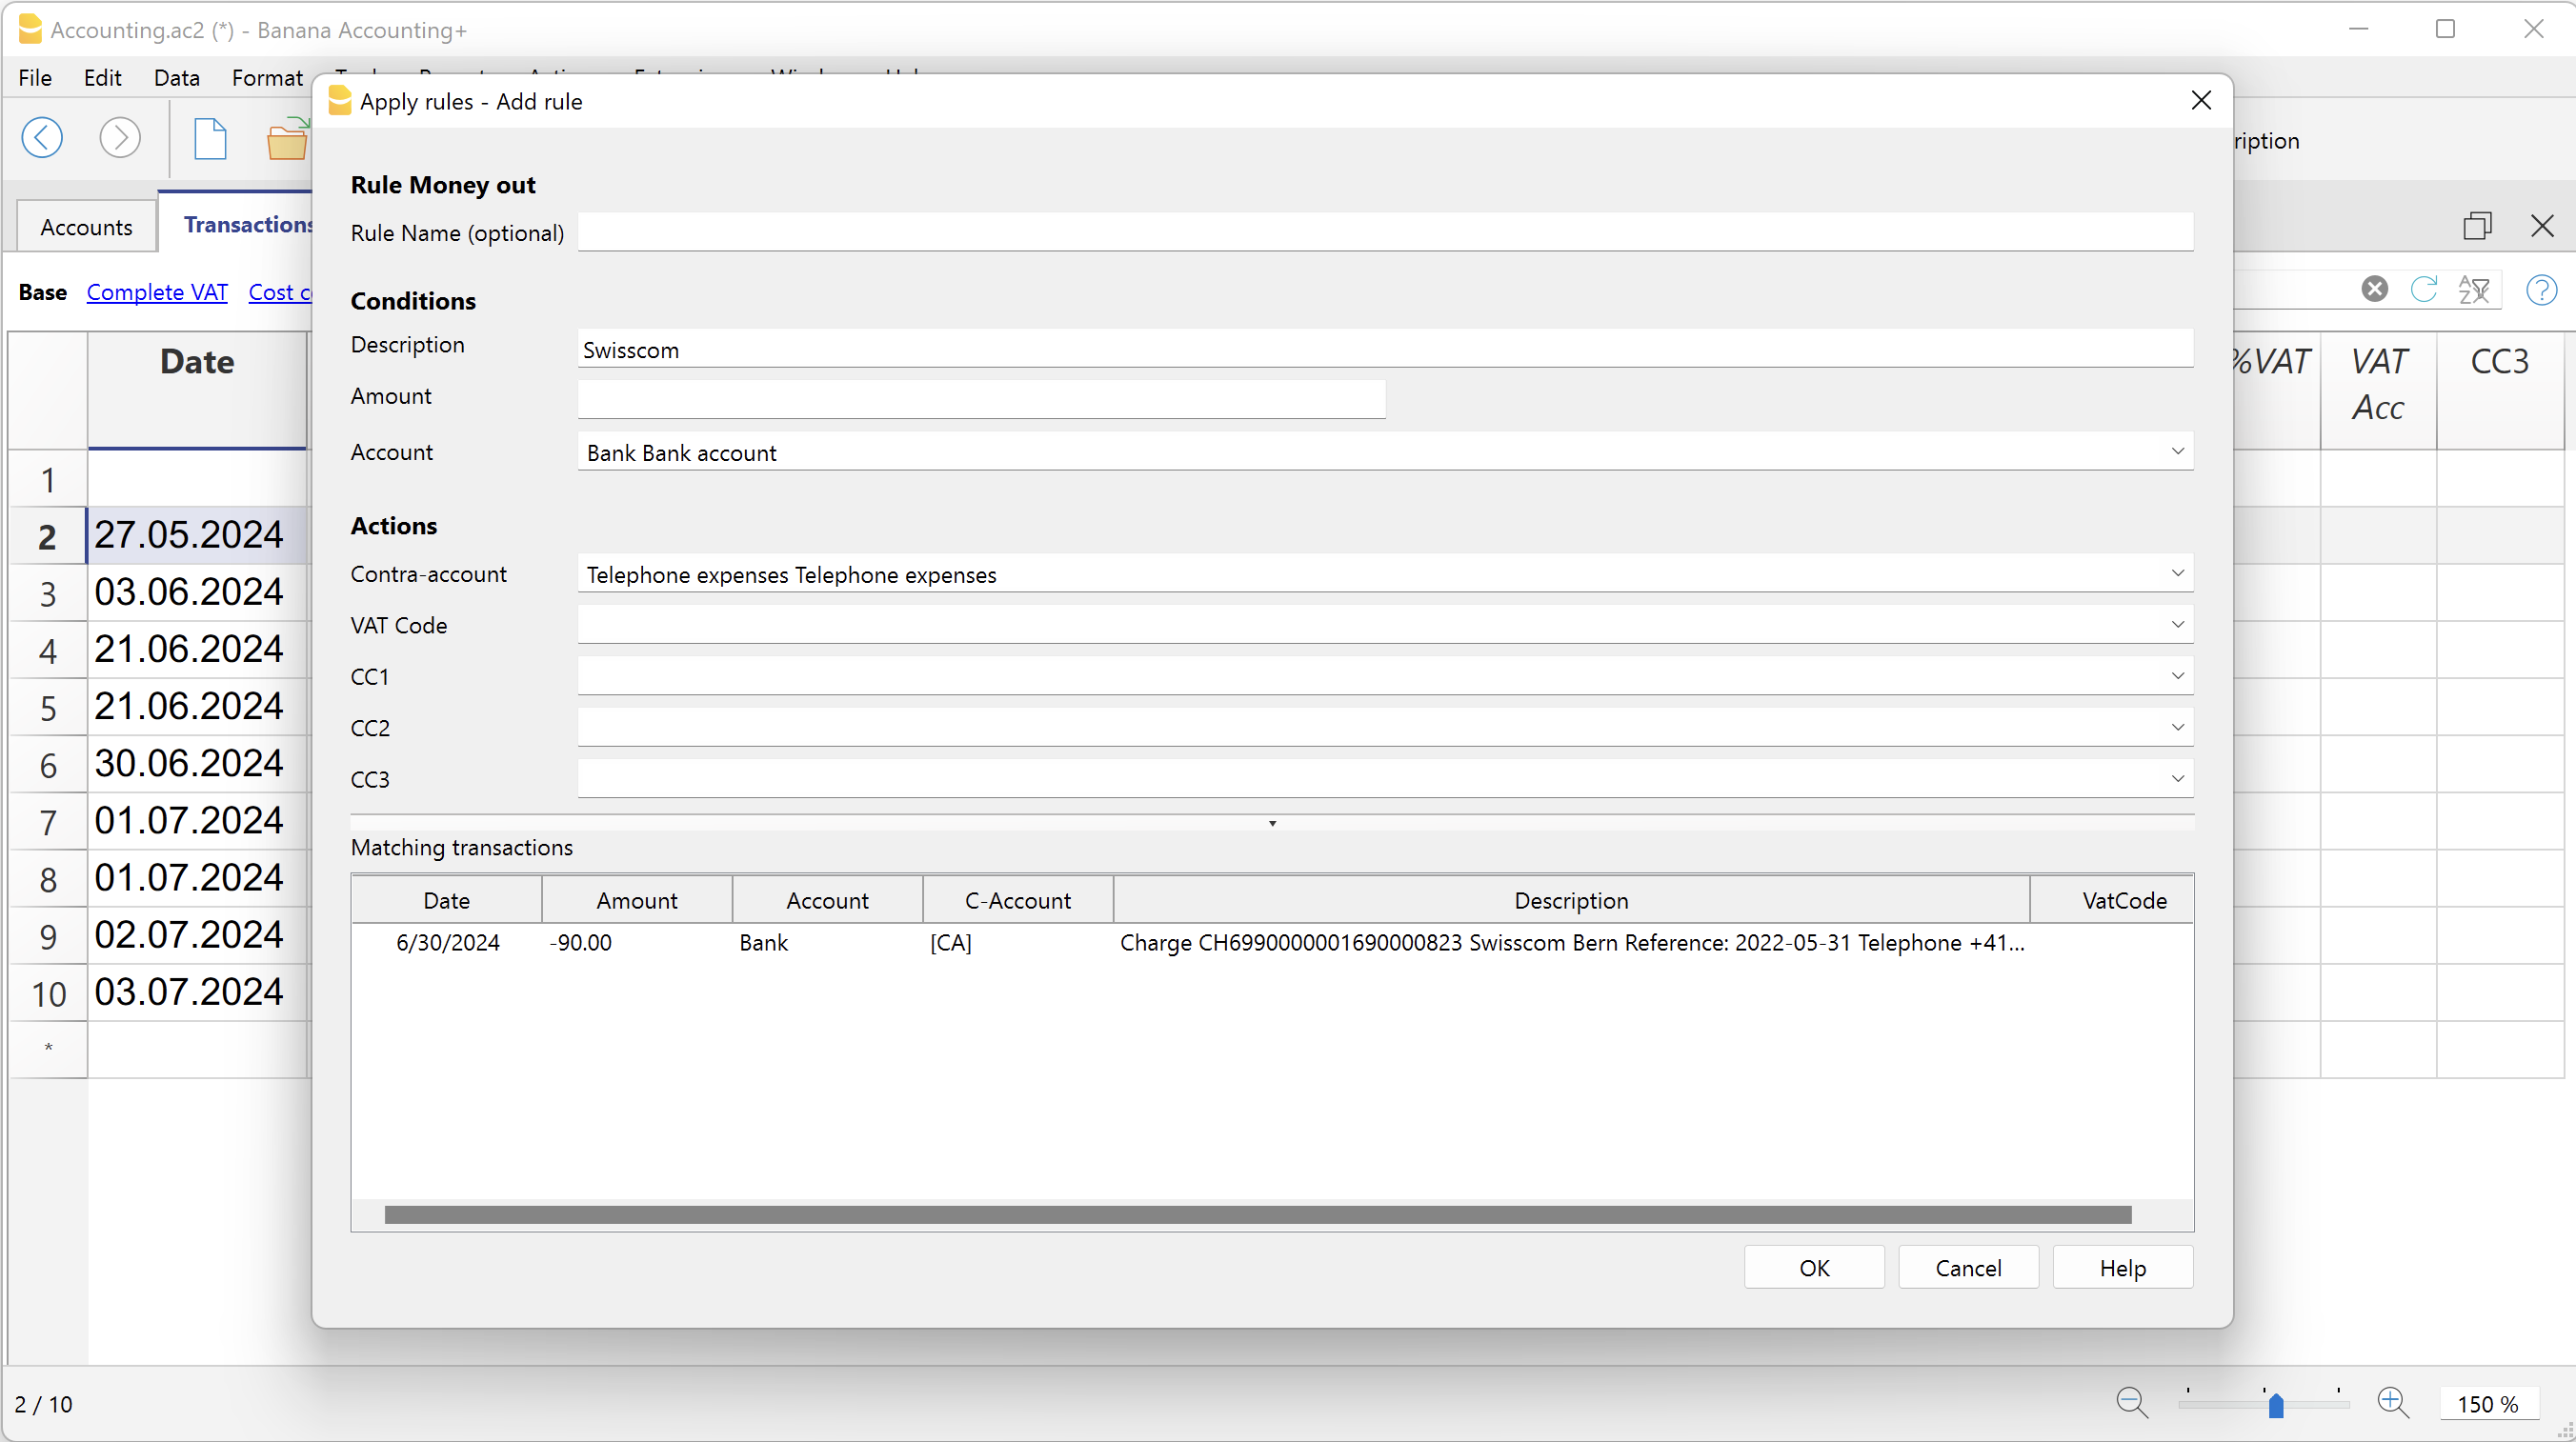 Accounting.ac2 (*) - Banana Accounting+
File Edit Data Format
Apply rules - Add rule
ription
Accounts Transactions
Rule Money out
Rule Name (optional)
Base Complete VAT Cost c
Conditions
Description Swisscom
Amount
Account Bank Bank account
Date %VAT VAT Acc CC3
Actions
Contra-account Telephone expenses Telephone expenses
VAT Code
CC1
CC2
CC3
1
2 27.05.2024
3 03.06.2024
4 21.06.2024
5 21.06.2024
6 30.06.2024
7 01.07.2024
8 01.07.2024
9 02.07.2024
10 03.07.2024
*
Matching transactions
Date Amount Account C-Account Description VatCode
6/30/2024 -90.00 Bank [CA] Charge CH6990000001690000823 Swisscom Bern Reference: 2022-05-31 Telephone +41...
OK Cancel Help
2 / 10
150 %